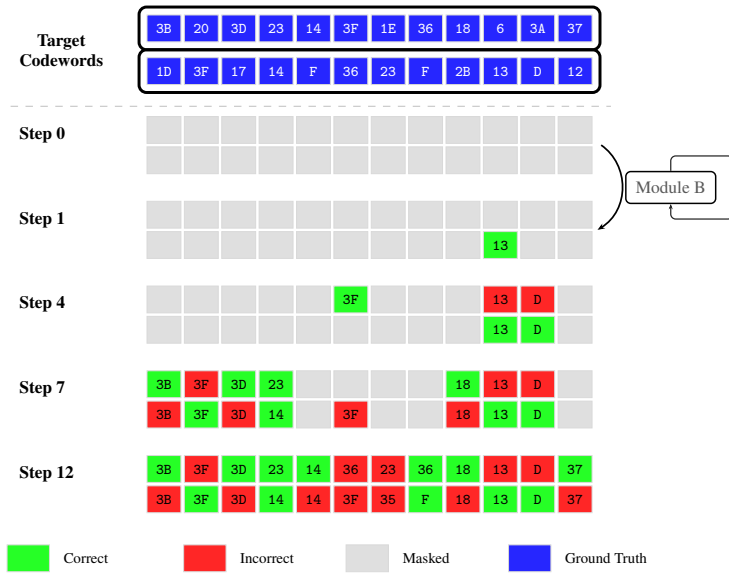 Target
Codewords
3B 20 3D 23 14 3F 1E 36 18 6 3A 37
1D 3F 17 14 F 36 23 F 2B 13 D 12
Step 0
Module B
Step 1
13
Step 4
3F 13 D
13 D
Step 7
3B 3F 3D 23 18 13 D
3B 3F 3D 14 3F 18 13 D
Step 12
3B 3F 3D 23 14 36 23 36 18 13 D 37
3B 3F 3D 14 14 3F 35 F 18 13 D 37
Correct Incorrect Masked Ground Truth